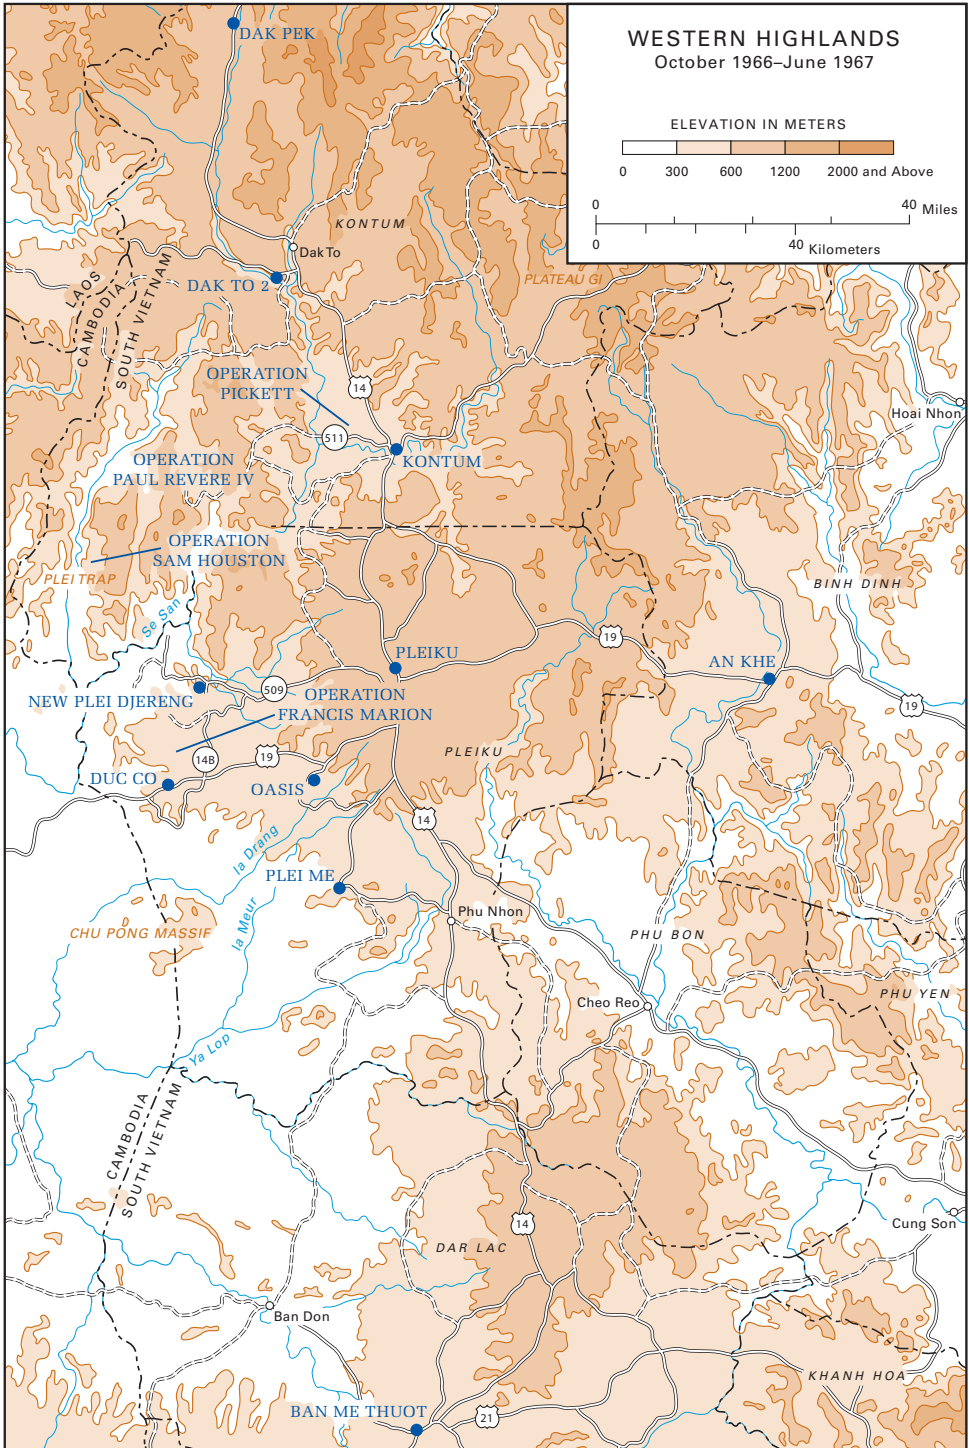 WESTERN HIGHLANDS
October 1966–June 1967
ELEVATION IN METERS
0 300 600 1200 2000 and Above
0 40 Miles
0 40 Kilometers
DAK PEK
KONTUM
Dak To
PLATEAU GI
DAK TO 2
LAOS
CAMBODIA
SOUTH VIETNAM
OPERATION
PICKETT
14
Hoai Nhon
511
KONTUM
OPERATION
PAUL REVERE IV
OPERATION
SAM HOUSTON
PLEI TRAP
BINH DINH
Se San
19
PLEIKU
AN KHE
509
NEW PLEI DJERENG
OPERATION
FRANCIS MARION
19
PLEIKU
14B
19
DUC CO
OASIS
14
Ia Drang
PLEI ME
Ia Meur
Phu Nhon
CHU PONG MASSIF
PHU BON
PHU YEN
Cheo Reo
Ya Lop
CAMBODIA
SOUTH VIETNAM
14
Cung Son
DAR LAC
Ban Don
KHANH HOA
BAN ME THUOT
21